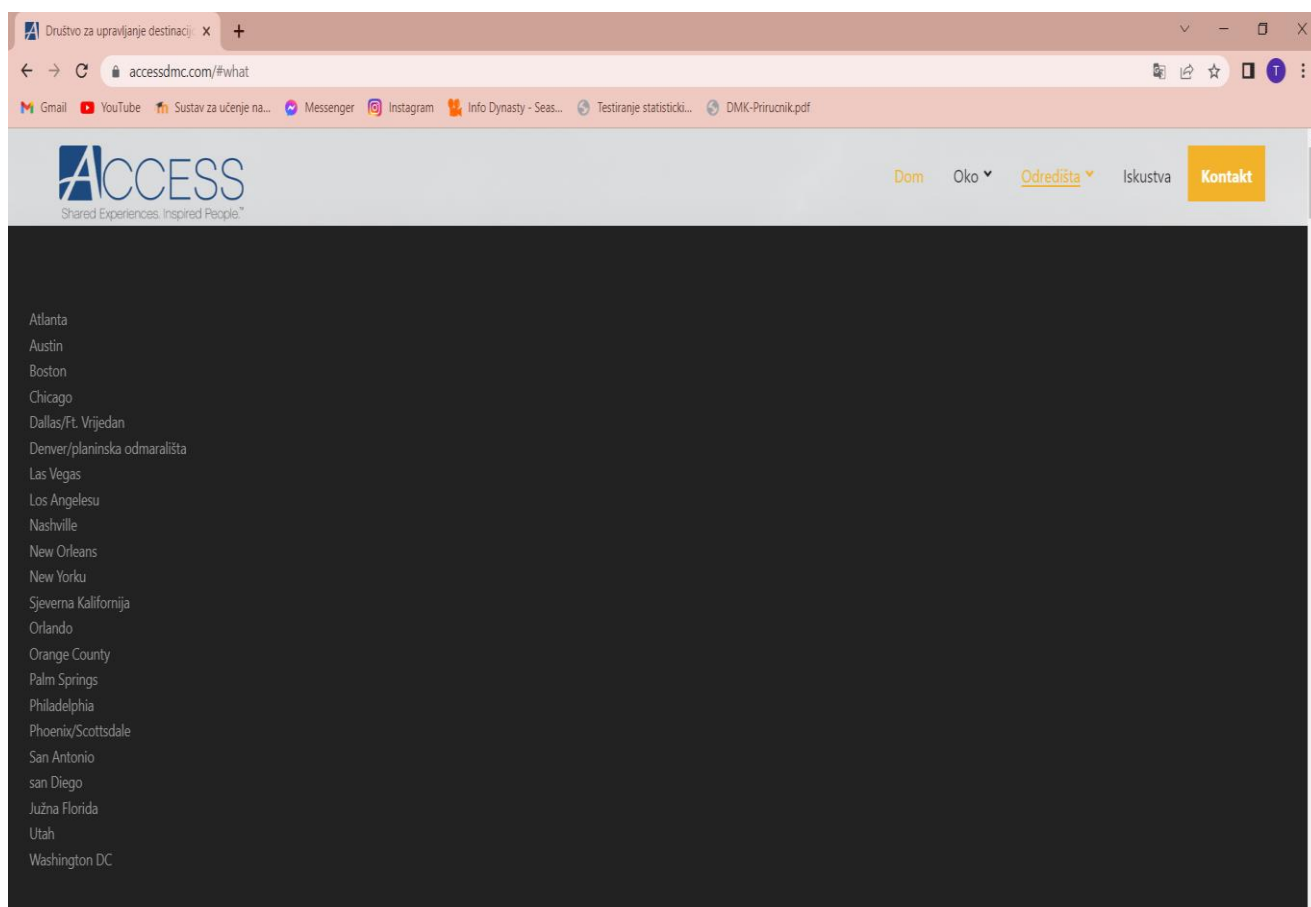 Društvo za upravljanje destinacij
accessdmc.com/#what
Gmail YouTube Sustav za učenje na... Messenger Instagram Info Dynasty - Seas... Testiranje statisticki... DMK-Prirucnik.pdf
ACCESS
Shared Experiences. Inspired People.™
Dom Oko Odredišta Iskustva Kontakt
Atlanta
Austin
Boston
Chicago
Dallas/Ft. Vrijedan
Denver/planinska odmarališta
Las Vegas
Los Angelesu
Nashville
New Orleans
New Yorku
Sjeverna Kalifornija
Orlando
Orange County
Palm Springs
Philadelphia
Phoenix/Scottsdale
San Antonio
san Diego
Južna Florida
Utah
Washington DC